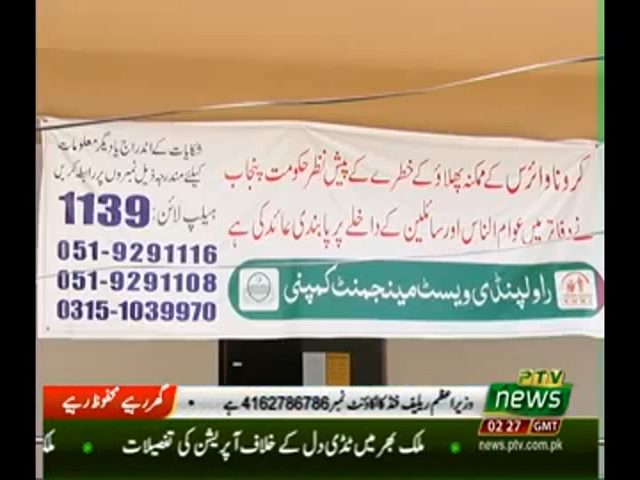 کرونا وائرس کے ممکنہ پھیلاؤ کے خطرے کے پیش نظر حکومت پنجاب
نے دفاتر میں عوام الناس اور سائلین کے داخلے پر پابندی عائد کی ہے
راولپنڈی ویسٹ مینجمنٹ کمپنی
شکایات کے اندراج یا دیگر معلومات
کیلئے مندرجہ ذیل نمبروں پر رابطہ کریں
ہیلپ لائن: 1139
051-9291116
051-9291108
0315-1039970
PTV
news
02:27 GMT
news.ptv.com.pk
گھر رہیے محفوظ رہیے
وزیراعظم ریلیف فنڈ کا اکاؤنٹ نمبر 4162786786 ہے
ملک بھر میں ٹڈی دل کے خلاف آپریشن کی تفصیلات